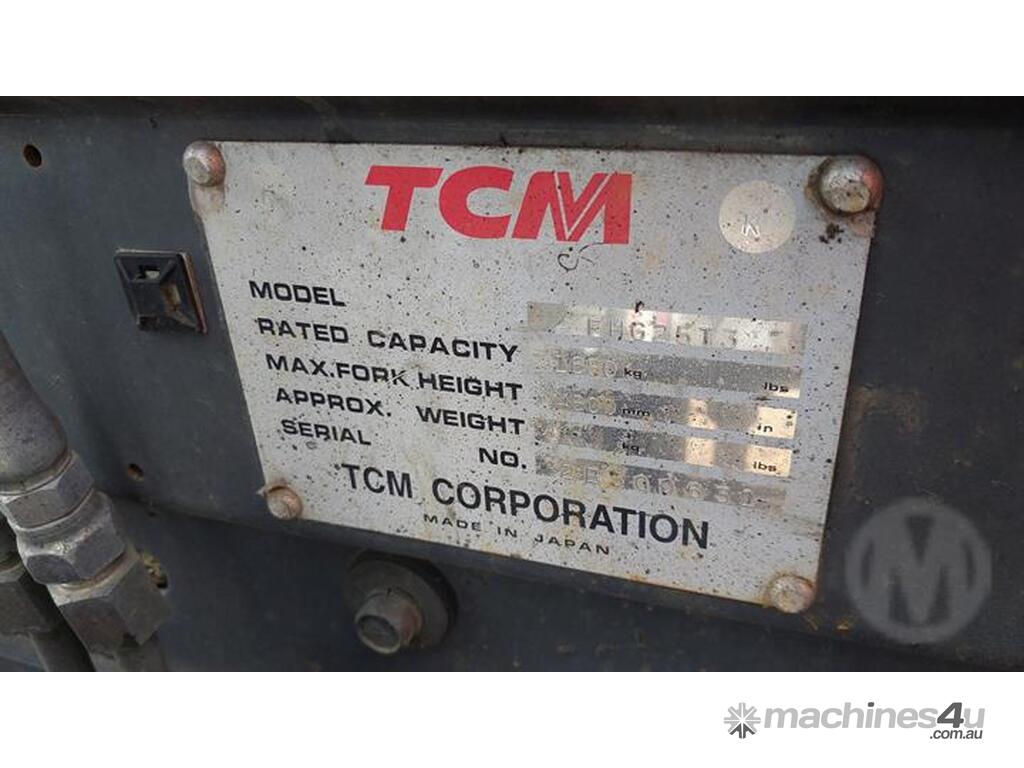 TCM
MODEL
RATED CAPACITY kg lbs
MAX. FORK HEIGHT mm in
APPROX. WEIGHT kg lbs
SERIAL NO.
TCM CORPORATION
MADE IN JAPAN
M
machines4u
.com.au